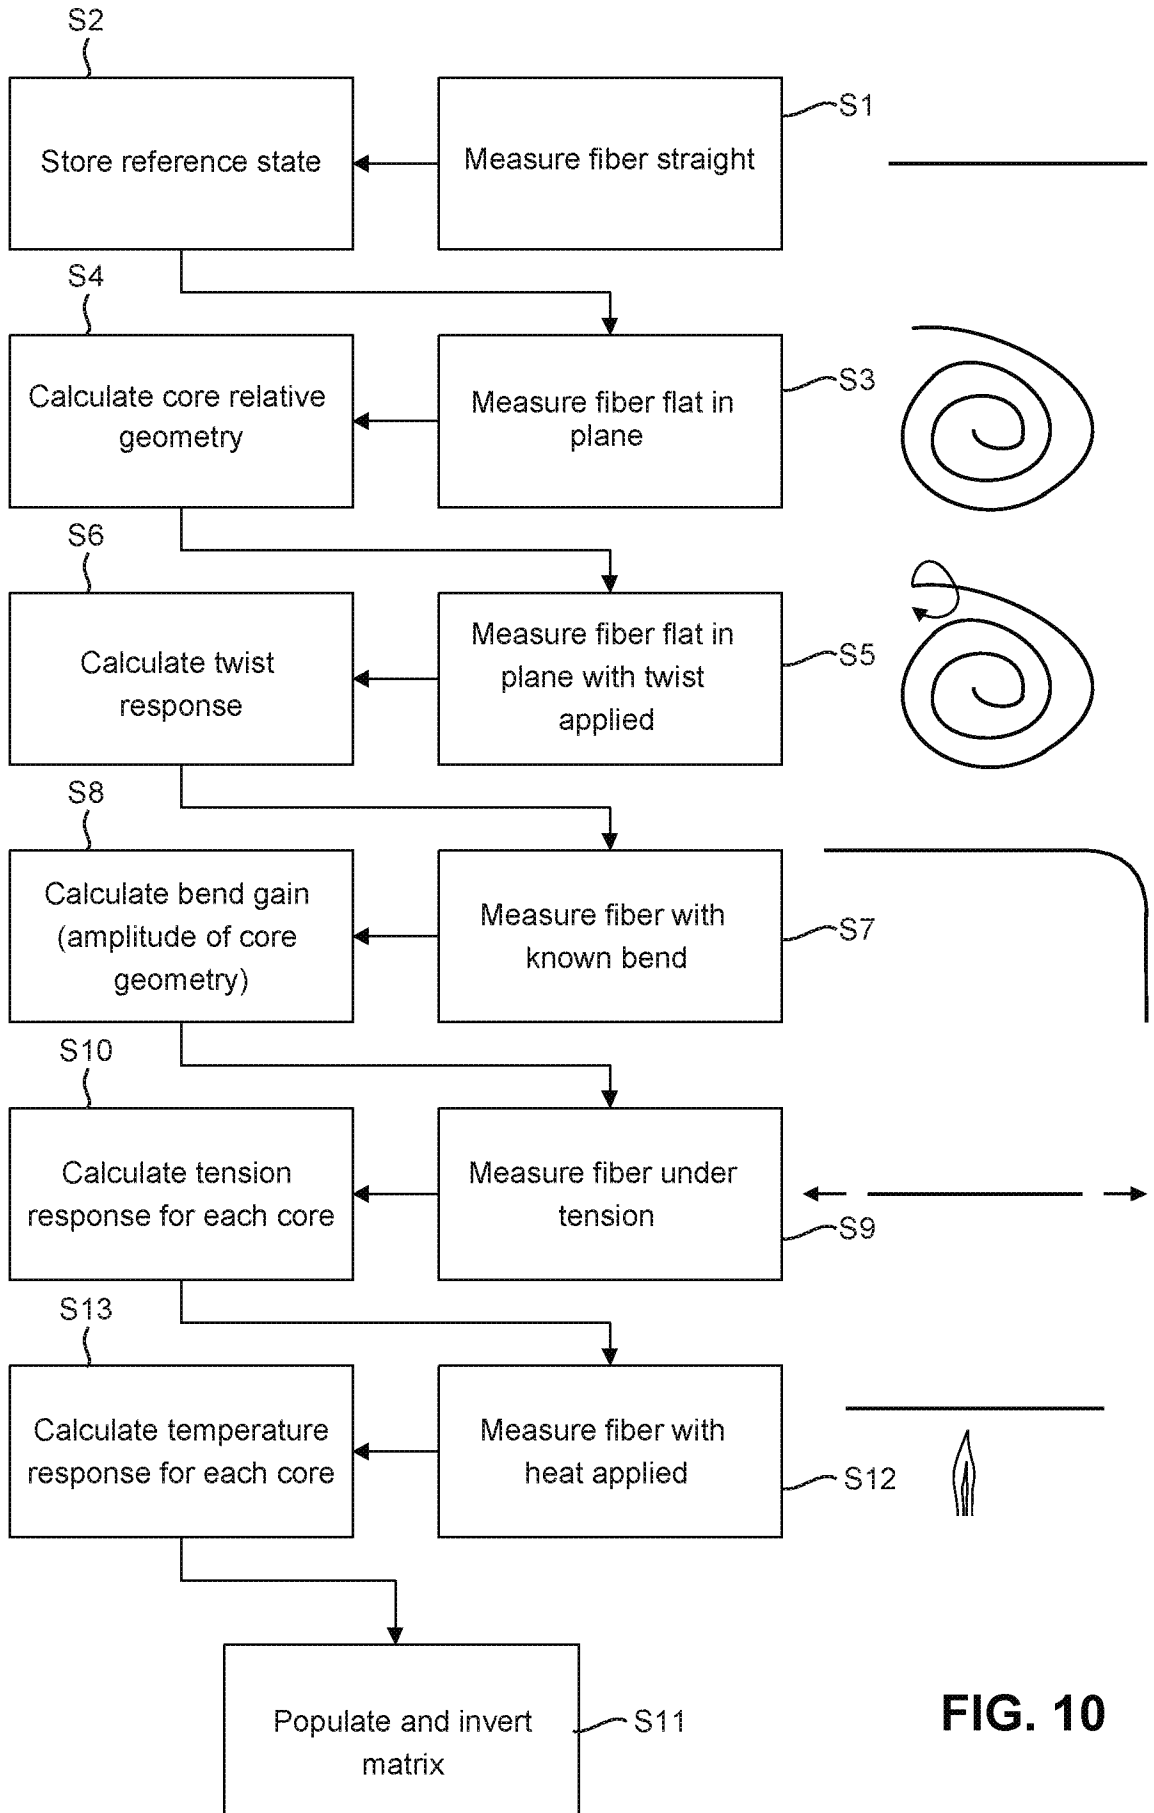 S2
S1
Store reference state
Measure fiber straight
S4
S3
Calculate core relative
geometry
Measure fiber flat in
plane
S6
S5
Calculate twist
response
Measure fiber flat in
plane with twist
applied
S8
S7
Calculate bend gain
(amplitude of core
geometry)
Measure fiber with
known bend
S10
S9
Calculate tension
response for each core
Measure fiber under
tension
S13
S12
Calculate temperature
response for each core
Measure fiber with
heat applied
S11
Populate and invert
matrix
FIG. 10